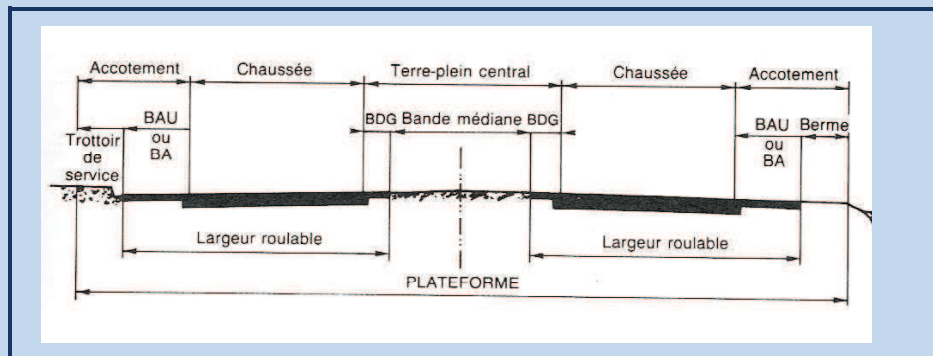 Accotement Chaussée Terre-plein central Chaussée Accotement
BDG Bande médiane BDG
BAU
ou
BA
Trottoir
de
service
BAU
ou
BA
Berme
Largeur roulable Largeur roulable
PLATEFORME